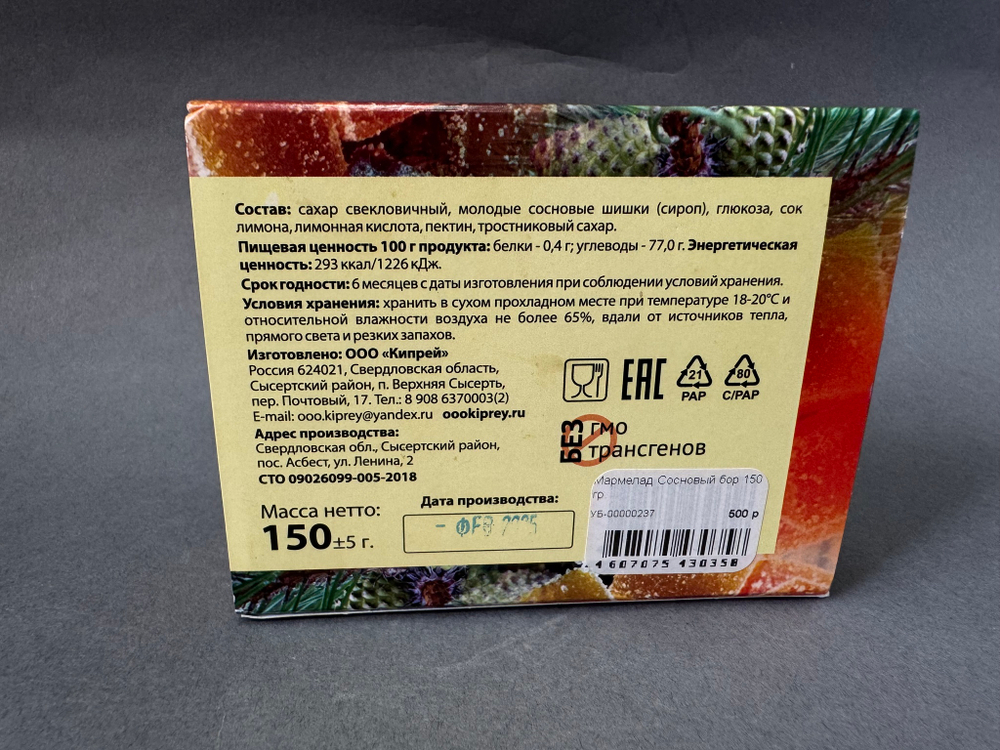 Состав: сахар свекловичный, молодые сосновые шишки (сироп), глюкоза, сок
лимона, лимонная кислота, пектин, тростниковый сахар.
Пищевая ценность 100 г продукта: белки - 0,4 г; углеводы - 77,0 г. Энергетическая
ценность: 293 ккал/1226 кДж.
Срок годности: 6 месяцев с даты изготовления при соблюдении условий хранения.
Условия хранения: хранить в сухом прохладном месте при температуре 18-20°С и
относительной влажности воздуха не более 65%, вдали от источников тепла,
прямого света и резких запахов.
Изготовлено: ООО «Кипрей»
Россия 624021, Свердловская область,
Сысертский район, п. Верхняя Сысерть,
пер. Почтовый, 17. Тел.: 8 908 6370003(2)
E-mail: ooo.kiprey@yandex.ru oookiprey.ru
Адрес производства:
Свердловская обл., Сысертский район,
пос. Асбест, ул. Ленина, 2
СТО 09026099-005-2018
EAC
21
PAP
80
C/PAP
БЕЗ
гмо
трансгенов
Масса нетто:
150±5 г.
Дата производства:
Мармелад Сосновый бор 150
гр
УБ-00000237
500 р
4 607075 430358